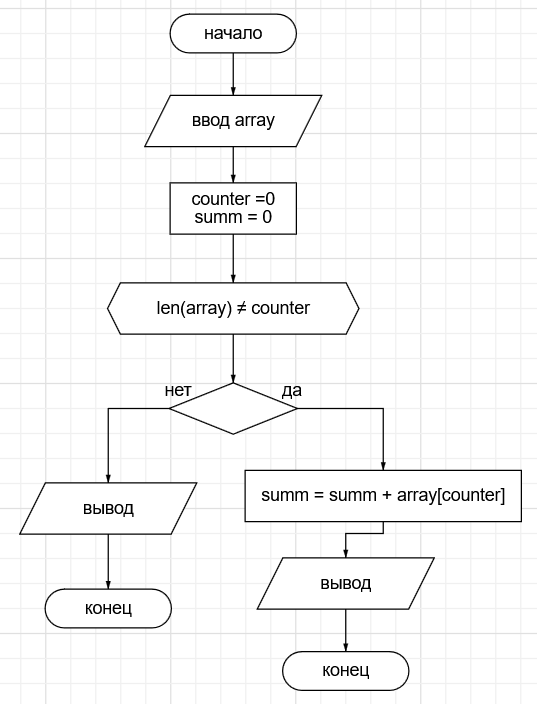 начало
ввод array
counter =0
summ = 0
len(array) ≠ counter
нет
да
summ = summ + array[counter]
вывод
вывод
конец
конец